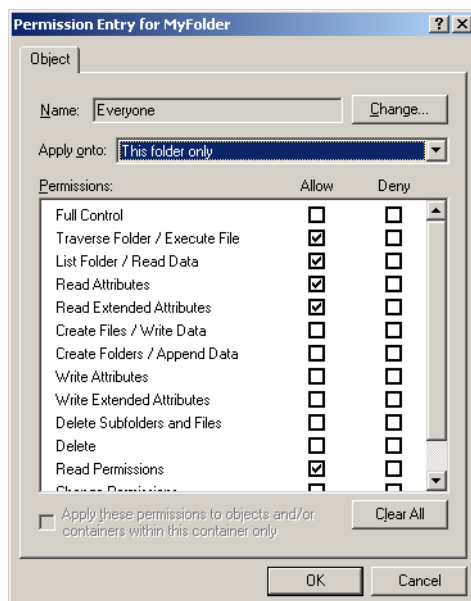 Permission Entry for MyFolder
Object
Name: Everyone Change...
Apply onto: This folder only
Permissions: Allow Deny
Full Control
Traverse Folder / Execute File
List Folder / Read Data
Read Attributes
Read Extended Attributes
Create Files / Write Data
Create Folders / Append Data
Write Attributes
Write Extended Attributes
Delete Subfolders and Files
Delete
Read Permissions
Change Permissions
Apply these permissions to objects and/or
containers within this container only
Clear All
OK Cancel